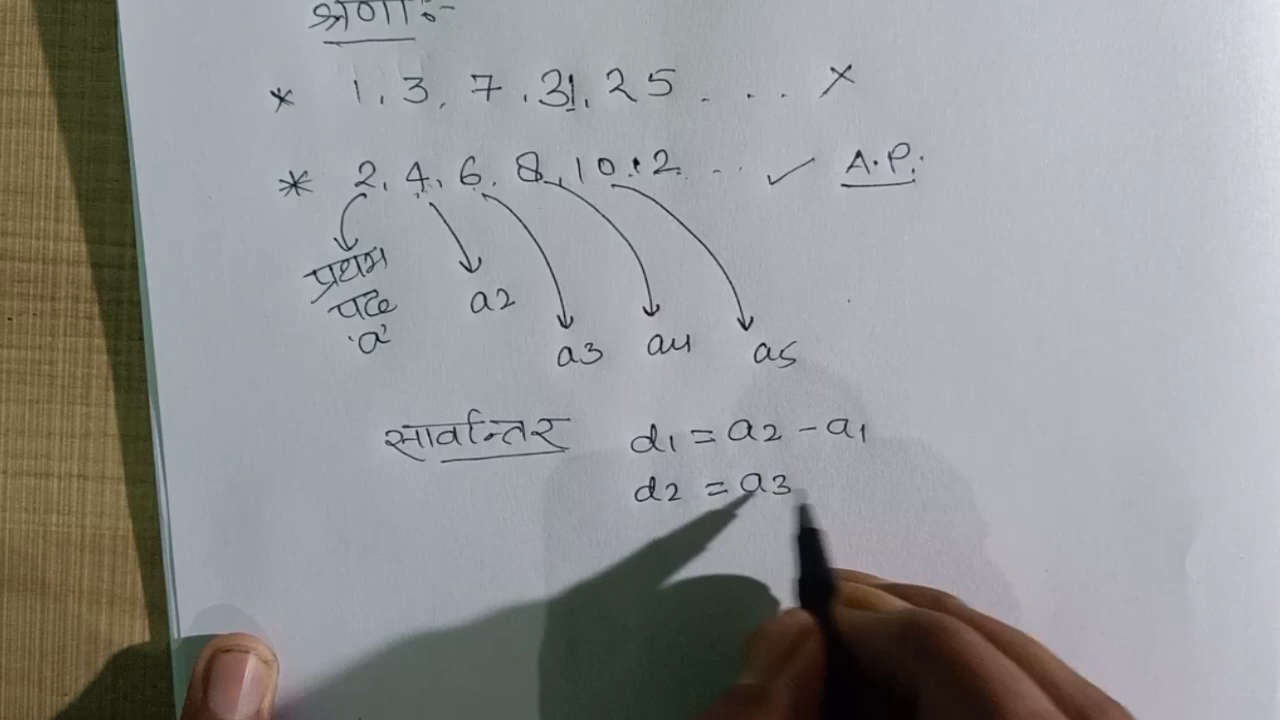 श्रेणी :-
* 1, 3, 7, 31, 25 . . . ×
* 2, 4, 6, 8, 10, 12 . . ✓ A.P.
प्रथम
पद
'a'
a2
a3
a4
a5
सार्वान्तर d1 = a2 - a1
d2 = a3